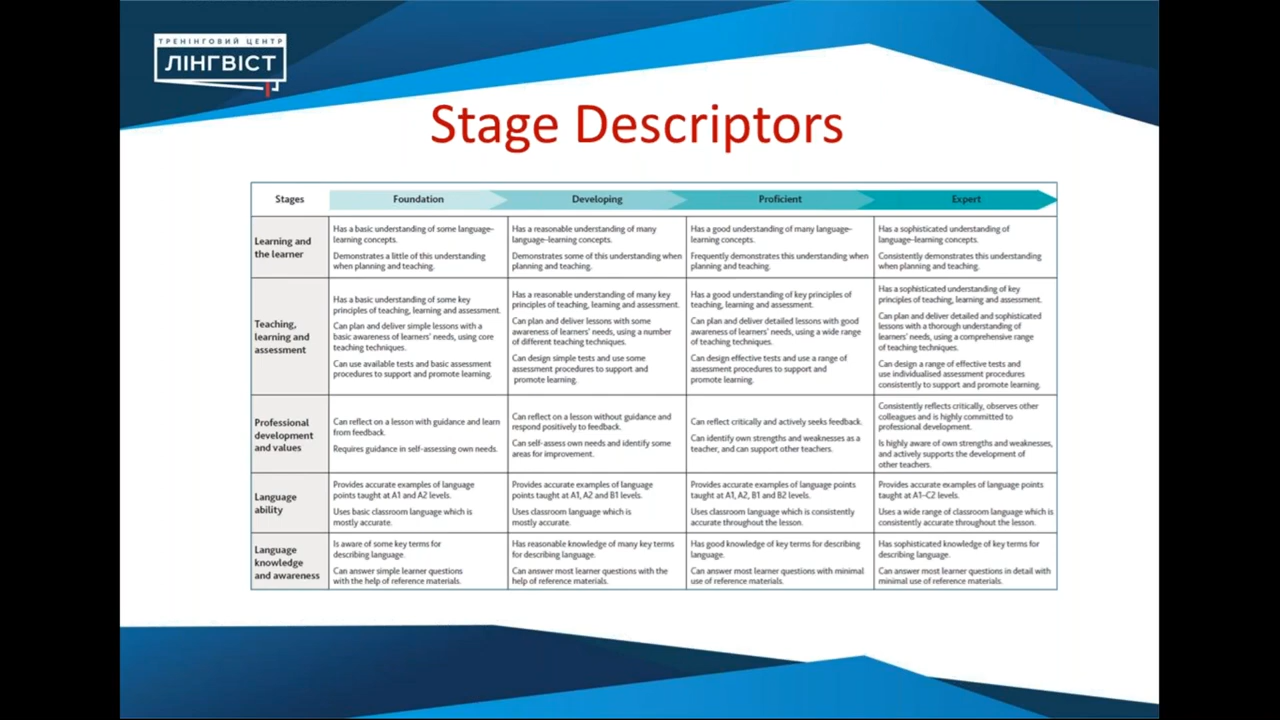 ТРЕНІНГОВИЙ ЦЕНТР
ЛІНГВІСТ
Stage Descriptors
Stages
Foundation
Developing
Proficient
Expert
Learning and
the learner
Has a basic understanding of some language–
learning concepts.
Demonstrates a little of this understanding
when planning and teaching.
Has a reasonable understanding of many
language–learning concepts.
Demonstrates some of this understanding when
planning and teaching.
Has a good understanding of many language–
learning concepts.
Frequently demonstrates this understanding when
planning and teaching.
Has a sophisticated understanding of
language–learning concepts.
Consistently demonstrates this understanding
when planning and teaching.
Teaching,
learning and
assessment
Has a basic understanding of some key
principles of teaching, learning and assessment.
Can plan and deliver simple lessons with a
basic awareness of learners' needs, using core
teaching techniques.
Can use available tests and basic assessment
procedures to support and promote learning.
Has a reasonable understanding of many key
principles of teaching, learning and assessment.
Can plan and deliver lessons with some
awareness of learners' needs, using a number
of different teaching techniques.
Can design simple tests and use some
assessment procedures to support and
promote learning.
Has a good understanding of key principles of
teaching, learning and assessment.
Can plan and deliver detailed lessons with good
awareness of learners' needs, using a wide range
of teaching techniques.
Can design effective tests and use a range of
assessment procedures to support and
promote learning.
Has a sophisticated understanding of key
principles of teaching, learning and assessment.
Can plan and deliver detailed and sophisticated
lessons with a thorough understanding of
learners' needs, using a comprehensive range
of teaching techniques.
Can design a range of effective tests and
use individualised assessment procedures
consistently to support and promote learning.
Professional
development
and values
Can reflect on a lesson with guidance and learn
from feedback.
Requires guidance in self-assessing own needs.
Can reflect on a lesson without guidance and
respond positively to feedback.
Can self-assess own needs and identify some
areas for improvement.
Can reflect critically and actively seeks feedback.
Can identify own strengths and weaknesses as a
teacher, and can support other teachers.
Consistently reflects critically, observes other
colleagues and is highly committed to
professional development.
Is highly aware of own strengths and weaknesses,
and actively supports the development of
other teachers.
Language
ability
Provides accurate examples of language
points taught at A1 and A2 levels.
Uses basic classroom language which is
mostly accurate.
Provides accurate examples of language
points taught at A1, A2 and B1 levels.
Uses classroom language which is
mostly accurate.
Provides accurate examples of language points
taught at A1, A2, B1 and B2 levels.
Uses classroom language which is consistently
accurate throughout the lesson.
Provides accurate examples of language points
taught at A1–C2 levels.
Uses a wide range of classroom language which is
consistently accurate throughout the lesson.
Language
knowledge
and awareness
Is aware of some key terms for
describing language.
Can answer simple learner questions
with the help of reference materials.
Has reasonable knowledge of many key terms
for describing language.
Can answer most learner questions with the
help of reference materials.
Has good knowledge of key terms for describing
language.
Can answer most learner questions with minimal
use of reference materials.
Has sophisticated knowledge of key terms for
describing language.
Can answer most learner questions in detail with
minimal use of reference materials.